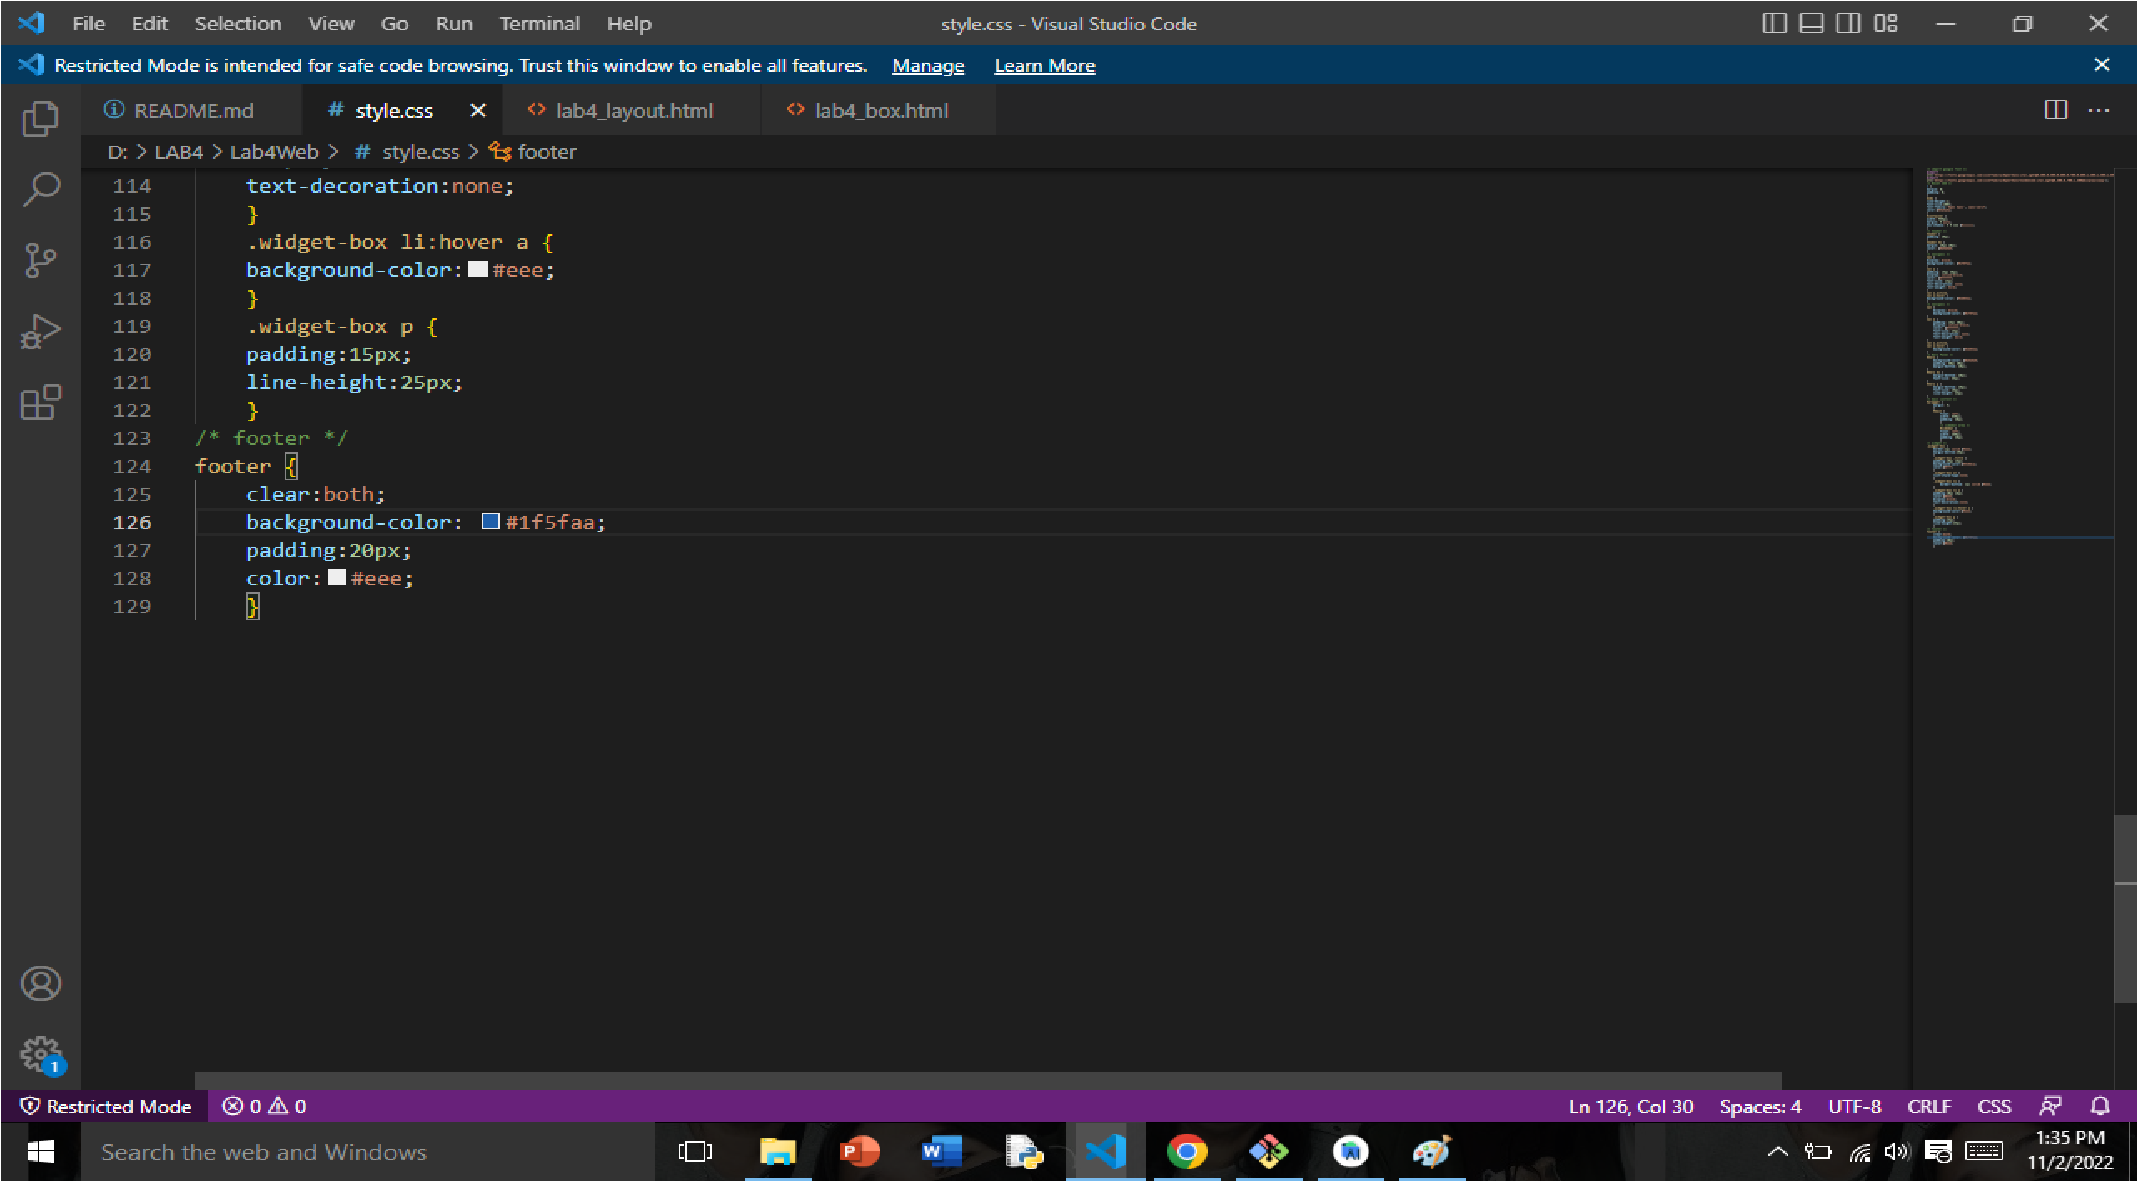 File Edit Selection View Go Run Terminal Help style.css - Visual Studio Code
Restricted Mode is intended for safe code browsing. Trust this window to enable all features. Manage Learn More
README.md # style.css lab4_layout.html lab4_box.html
D: > LAB4 > Lab4Web > # style.css > footer
114 text-decoration:none;
115 }
116 .widget-box li:hover a {
117 background-color:#eee;
118 }
119 .widget-box p {
120 padding:15px;
121 line-height:25px;
122 }
123 /* footer */
124 footer {
125 clear:both;
126 background-color: #1f5faa;
127 padding:20px;
128 color:#eee;
129 }
1
Restricted Mode 0 0 Ln 126, Col 30 Spaces: 4 UTF-8 CRLF CSS
Search the web and Windows
1:35 PM
11/2/2022